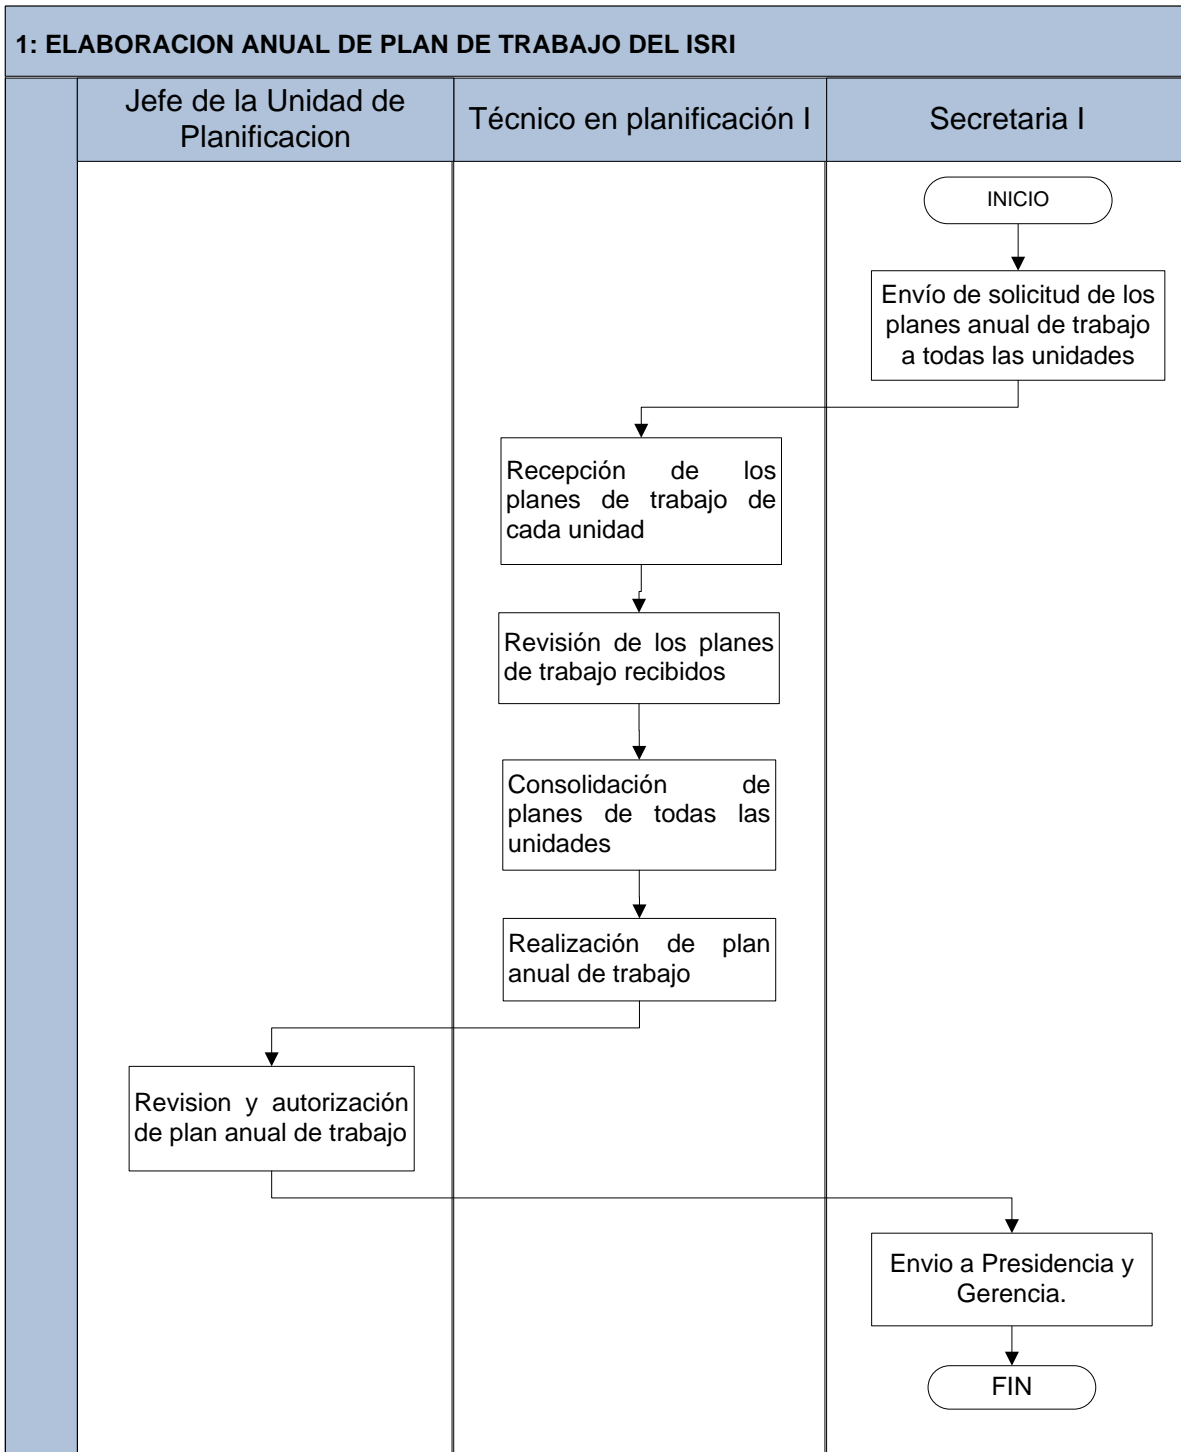 1: ELABORACION ANUAL DE PLAN DE TRABAJO DEL ISRI
Jefe de la Unidad de
Planificacion
Técnico en planificación I
Secretaria I
INICIO
Envío de solicitud de los
planes anual de trabajo
a todas las unidades
Recepción de los
planes de trabajo de
cada unidad
Revisión de los planes
de trabajo recibidos
Consolidación de
planes de todas las
unidades
Realización de plan
anual de trabajo
Revision y autorización
de plan anual de trabajo
Envio a Presidencia y
Gerencia.
FIN